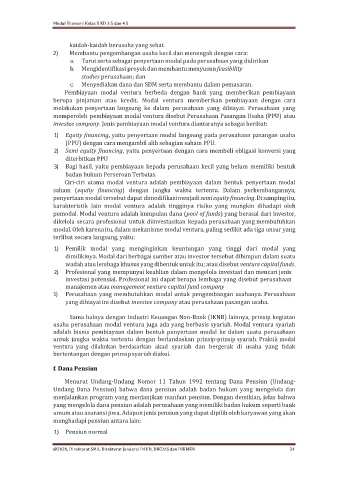 Modul Ekonomi Kelas X KD 3.5 dan 4.5
kaidah-kaidah berusaha yang sehat.
2) Membantu pengembangan usaha kecil dan menengah dengan cara:
a. Turut serta sebagai penyertaan modal pada perusahaan yang didirikan
b. Mengidentifikasi proyek dan membantu menyusun feasibility
studies perusahaan; dan
c. Menyediakan dana dan SDM serta membantu dalam pemasaran.
Pembiayaan modal ventura berbeda dengan bank yang memberikan pembiayaan
berupa pinjaman atau kredit. Modal ventura memberikan pembiayaan dengan cara
melakukan penyertaan langsung ke dalam perusahaan yang dibiayai. Perusahaan yang
memperoleh pembiayaan modal ventura disebut Perusahaan Pasangan Usaha (PPU) atau
investee company. Jenis pembiayaan modal ventura diantaranya sebagai berikut:
1) Equity financing, yaitu penyertaan modal langsung pada perusahaan pasangan usaha
(PPU) dengan cara mengambil alih sebagian saham PPU.
2) Semi equity financing, yaitu penyertaan dengan cara membeli obligasi konversi yang
diterbitkan PPU
3) Bagi hasil, yaitu pembiayaan kepada perusahaan kecil yang belum memiliki bentuk
badan hukum Perseroan Terbatas.
Ciri-ciri utama modal ventura adalah pembiayaan dalam bentuk penyertaan modal
saham (equity financing) dengan jangka waktu tertentu. Dalam perkembangannya,
penyertaan modal tersebut dapat dimodifikasi menjadi semi equity financing. Di samping itu,
karakteristik lain modal ventura adalah tingginya risiko yang mungkin dihadapi oleh
pemodal. Modal ventura adalah kumpulan dana (pool of funds) yang berasal dari investor,
dikelola secara profesional untuk diinvestasikan kepada perusahaan yang membutuhkan
modal. Oleh karena itu, dalam mekanisme modal ventura, paling sedikit ada tiga unsur yang
terlibat secara langsung, yaitu:
1) Pemilik modal yang menginginkan keuntungan yang tinggi dari modal yang
dimilikinya. Modal dari berbagai sumber atau investor tersebut dihimpun dalam suatu
wadah atau lembaga khusus yang dibentuk untuk itu, atau disebut venture capital funds.
2) Profesional yang mempunyai keahlian dalam mengelola investasi dan mencari jenis
investasi potensial. Profesional ini dapat berupa lembaga yang disebut perusahaan
manajemen atau management venture capital fund company
3) Perusahaan yang membutuhkan modal untuk pengembangan usahanya. Perusahaan
yang dibiayai ini disebut investee company atau perusahaan pasangan usaha.
Sama halnya dengan Industri Keuangan Non-Bank (IKNB) lainnya, prinsip kegiatan
usaha perusahaan modal ventura juga ada yang berbasis syariah. Modal ventura syariah
adalah bisnis pembiayaan dalam bentuk penyertaan modal ke dalam suatu perusahaan
untuk jangka waktu tertentu dengan berlandaskan prinsip-prinsip syariah. Praktik modal
ventura yang dilakukan berdasarkan akad syariah dan bergerak di usaha yang tidak
bertentangan dengan prinsip syariah diakui.
f. Dana Pensiun
Menurut Undang-Undang Nomor 11 Tahun 1992 tentang Dana Pensiun (Undang-
Undang Dana Pensiun) bahwa dana pensiun adalah badan hukum yang mengelola dan
menjalankan program yang menjanjikan manfaat pensiun. Dengan demikian, jelas bahwa
yang mengelola dana pensiun adalah perusahaan yang memiliki badan hukum seperti bank
umum atau asuransi jiwa. Adapun jenis pensiun yang dapat dipilih oleh karyawan yang akan
menghadapi pensiun antara lain:
1) Pensiun normal
@2020, Direktorat SMA, Direktorat Jenderal PAUD, DIKDAS dan DIKMEN 24